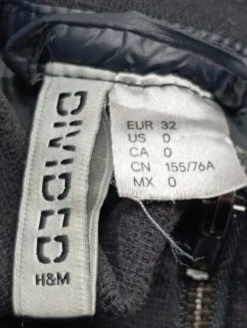 DIVIDED
H&M
EUR 32
US 0
CA 0
CN 155/76A
MX 0